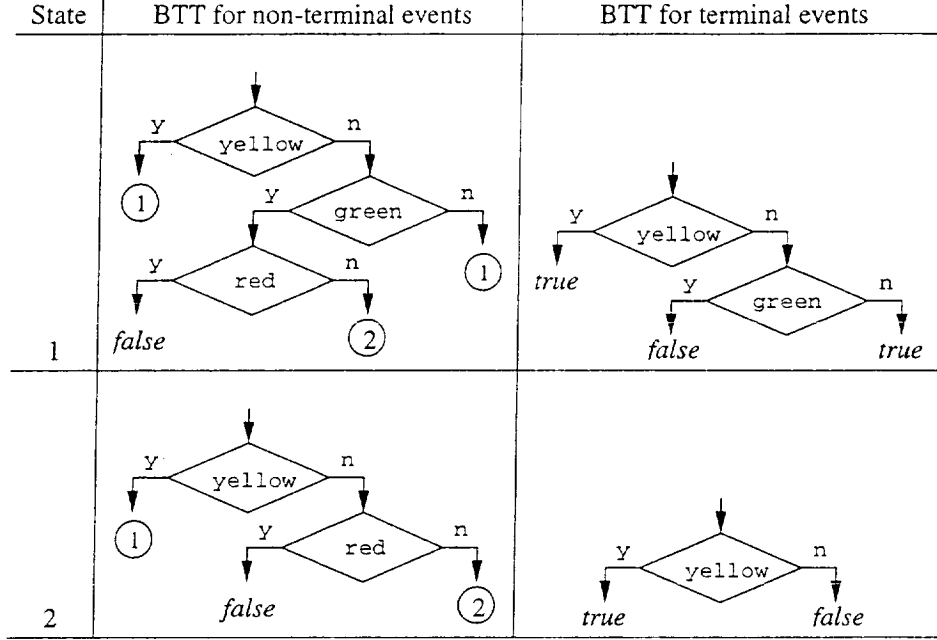 State BTT for non-terminal events BTT for terminal events
y yellow n
1
y green n
1
y red n
false
2
y yellow n
true
y green n
false true
1
y yellow n
1
y red n
false
2
y yellow n
true false
2